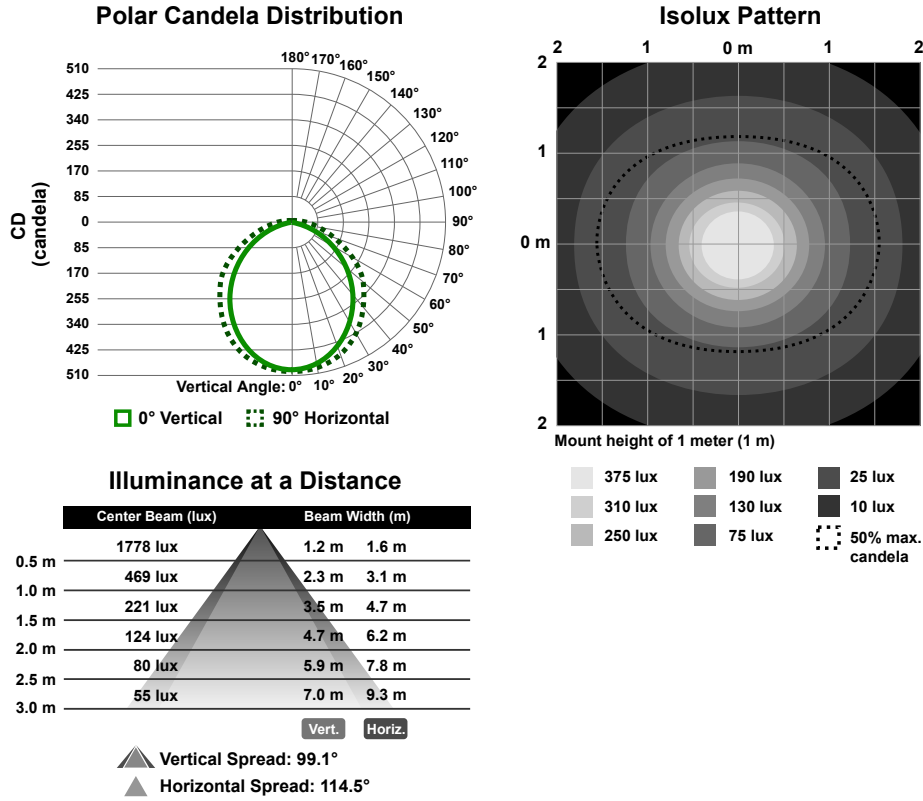 Polar Candela Distribution
CD
(candela)
510
425
340
255
170
85
0
85
170
255
340
425
510
180° 170° 160°
150°
140°
130°
120°
110°
100°
90°
80°
70°
60°
50°
40°
30°
20°
10°
Vertical Angle: 0°
0° Vertical 90° Horizontal
Isolux Pattern
2 1 0 m 1 2
2
1
0 m
1
2
Mount height of 1 meter (1 m)
375 lux 190 lux 25 lux
310 lux 130 lux 10 lux
250 lux 75 lux 50% max.
candela
Illuminance at a Distance
Center Beam (lux) Beam Width (m)
1778 lux 1.2 m 1.6 m
0.5 m
469 lux 2.3 m 3.1 m
1.0 m
221 lux 3.5 m 4.7 m
1.5 m
124 lux 4.7 m 6.2 m
2.0 m
80 lux 5.9 m 7.8 m
2.5 m
55 lux 7.0 m 9.3 m
3.0 m
Vert. Horiz.
Vertical Spread: 99.1°
Horizontal Spread: 114.5°